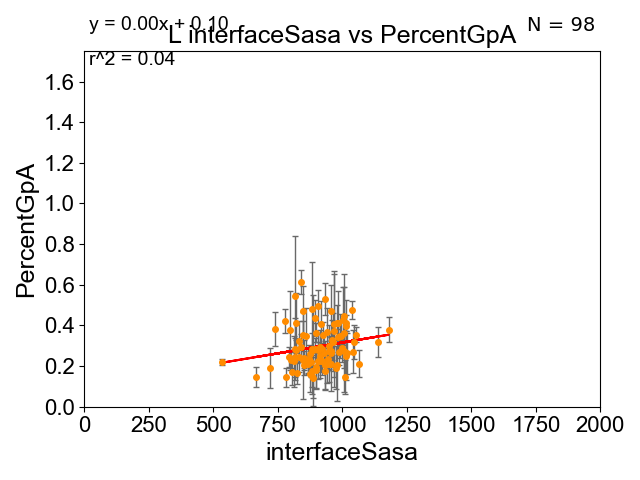 y = 0.00x + 0.10
N = 98
L interfaceSasa vs PercentGpA
r^2 = 0.04
1.6
1.4
1.2
1.0
0.8
0.6
0.4
0.2
0.0
PercentGpA
0 250 500 750 1000 1250 1500 1750 2000
interfaceSasa